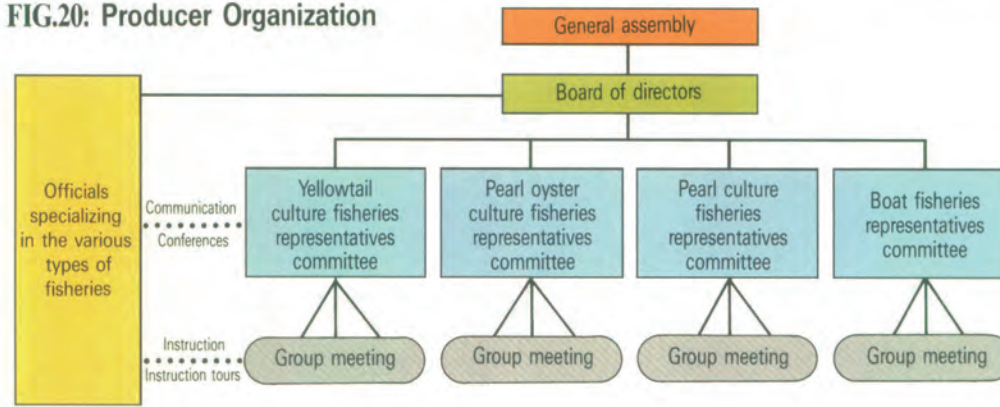 FIG.20: Producer Organization
General assembly
Board of directors
Officials
specializing
in the various
types of
fisheries
Communication
Conferences
Yellowtail
culture fisheries
representatives
committee
Pearl oyster
culture fisheries
representatives
committee
Pearl culture
fisheries
representatives
committee
Boat fisheries
representatives
committee
Instruction
Instruction tours
Group meeting
Group meeting
Group meeting
Group meeting